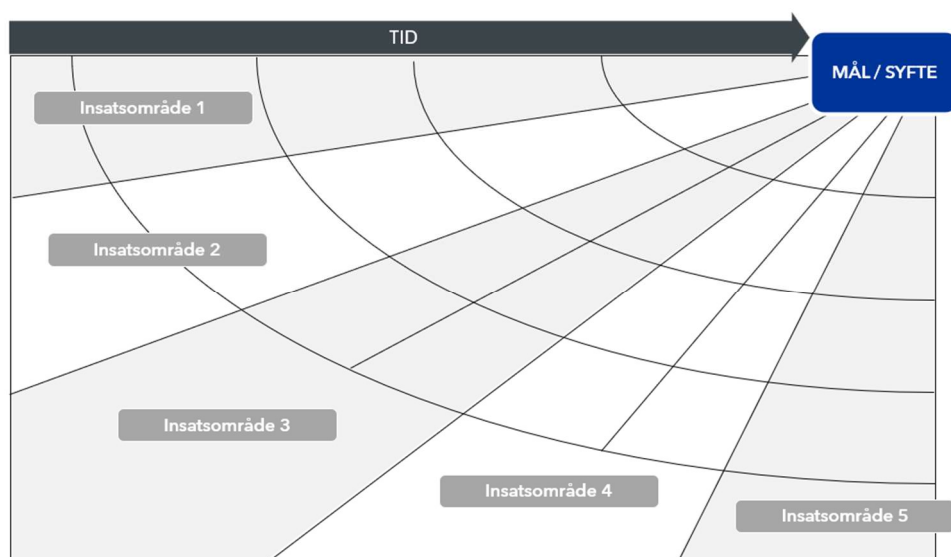 TID
MÅL / SYFTE
Insatsområde 1
Insatsområde 2
Insatsområde 3
Insatsområde 4
Insatsområde 5